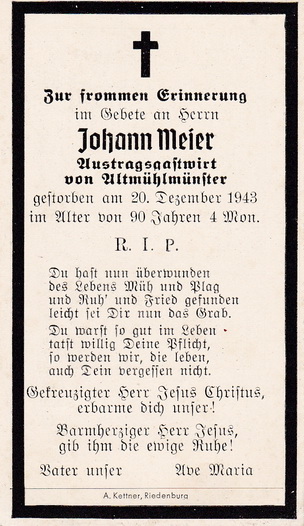 Zur frommen Erinnerung
im Gebete an Herrn
Johann Meier
Austragsgastwirt
von Altmühlmünster
gestorben am 20. Dezember 1943
im Alter von 90 Jahren 4 Mon.
R. I. P.
Du hast nun überwunden
des Lebens Müh und Plag
und Ruh' und Fried gefunden
leicht sei Dir nun das Grab.
Du warst so gut im Leben
tatst willig Deine Pflicht,
so werden wir, die leben,
auch Dein vergessen nicht.
Gekreuzigter Herr Jesus Christus,
erbarme dich unser!
Barmherziger Herr Jesus,
gib ihm die ewige Ruhe!
Vater unser Ave Maria
A. Kettner, Riedenburg